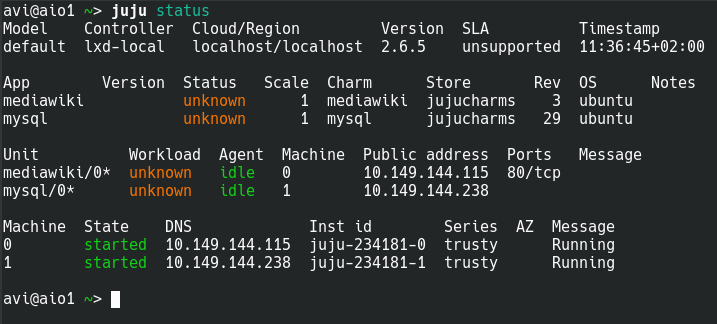 avi@aio1 ~> juju status
Model    Controller  Cloud/Region         Version  SLA          Timestamp
default  lxd-local   localhost/localhost  2.6.5    unsupported  11:36:45+02:00
App        Version  Status   Scale  Charm      Store       Rev  OS      Notes
mediawiki           unknown      1  mediawiki  jujucharms    3  ubuntu
mysql               unknown      1  mysql      jujucharms   29  ubuntu
Unit          Workload  Agent  Machine  Public address  Ports   Message
mediawiki/0*  unknown   idle   0        10.149.144.115  80/tcp
mysql/0*      unknown   idle   1        10.149.144.238
Machine  State    DNS             Inst id        Series  AZ  Message
0        started  10.149.144.115  juju-234181-0  trusty      Running
1        started  10.149.144.238  juju-234181-1  trusty      Running
avi@aio1 ~>